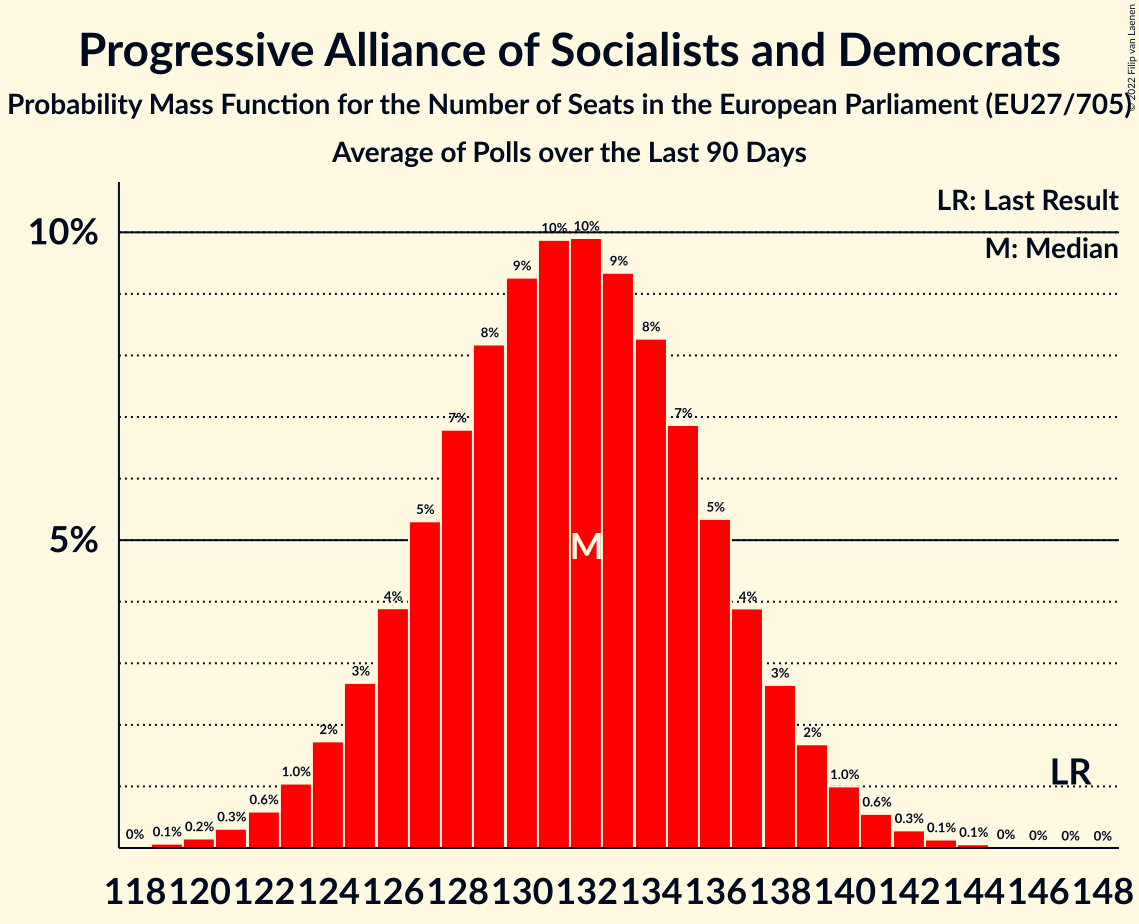 Progressive Alliance of Socialists and Democrats
Probability Mass Function for the Number of Seats in the European Parliament (EU27/705)
Average of Polls over the Last 90 Days
© 2022 Filip van Laenen
LR: Last Result
M: Median
10%
5%
0% 0.1% 0.2% 0.3% 0.6% 1.0% 2% 3% 4% 5% 7% 8% 9% 10% 10% 9% 8% 7% 5% 4% 3% 2% 1.0% 0.6% 0.3% 0.1% 0.1% 0% 0% 0% 0%
M
LR
118 120 122 124 126 128 130 132 134 136 138 140 142 144 146 148